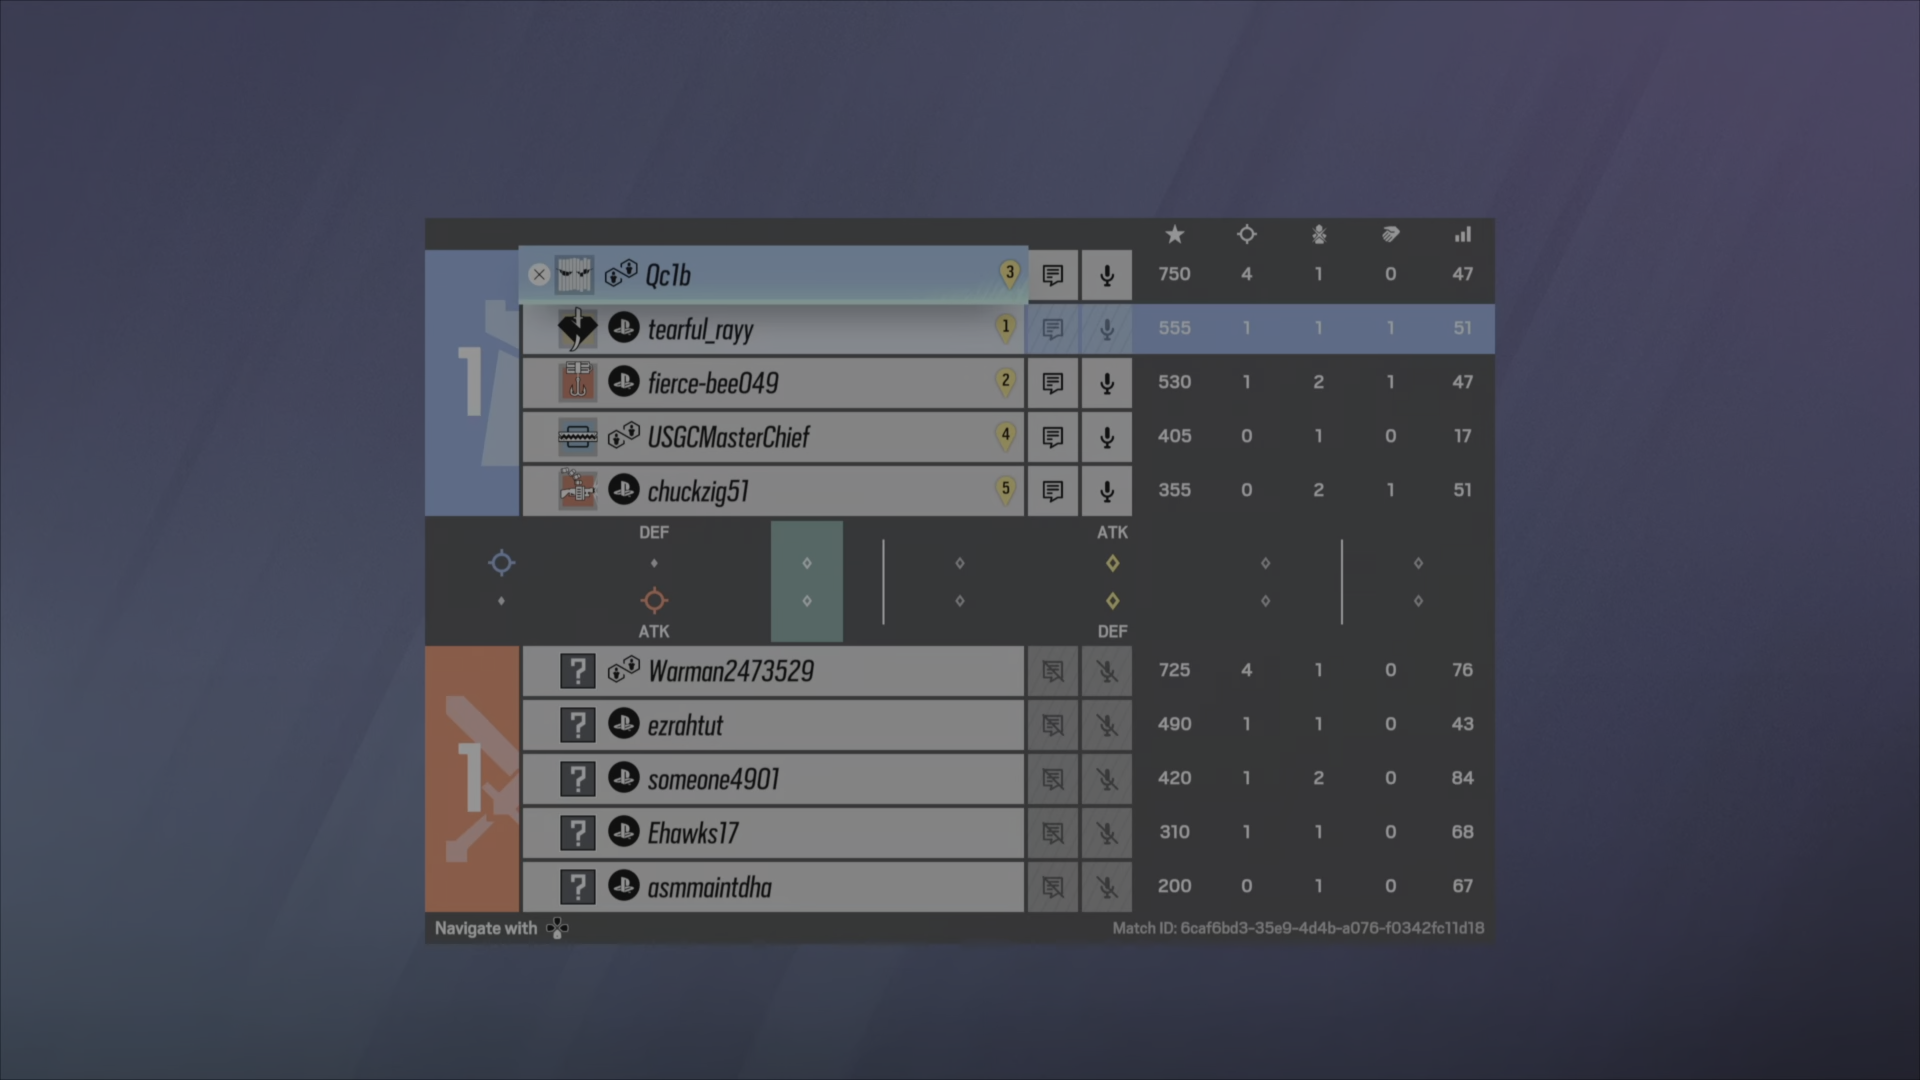 Qc1b 3 750 4 1 0 47
1
tearful_rayy 1 555 1 1 1 51
fierce-bee049 2 530 1 2 1 47
USGCMasterChief 4 405 0 1 0 17
chuckzig51 5 355 0 2 1 51
DEF ATK
ATK DEF
1
? Warman2473529 725 4 1 0 76
? ezrahtut 490 1 1 0 43
? someone4901 420 1 2 0 84
? Ehawks17 310 1 1 0 68
? asmmaintdha 200 0 1 0 67
Navigate with Match ID: 6caf6bd3-35e9-4d4b-a076-f0342fc11d18